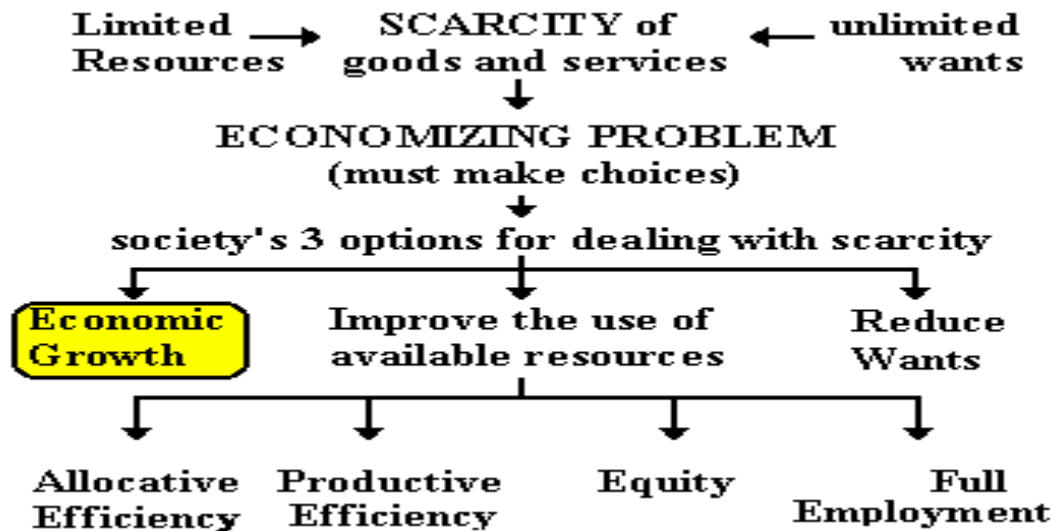 Limited SCARCITY of unlimited
Resources goods and services wants
ECONOMIZING PROBLEM
(must make choices)
society's 3 options for dealing with scarcity
Economic Improve the use of Reduce
Growth available resources Wants
Allocative Productive Equity Full
Efficiency Efficiency Employment